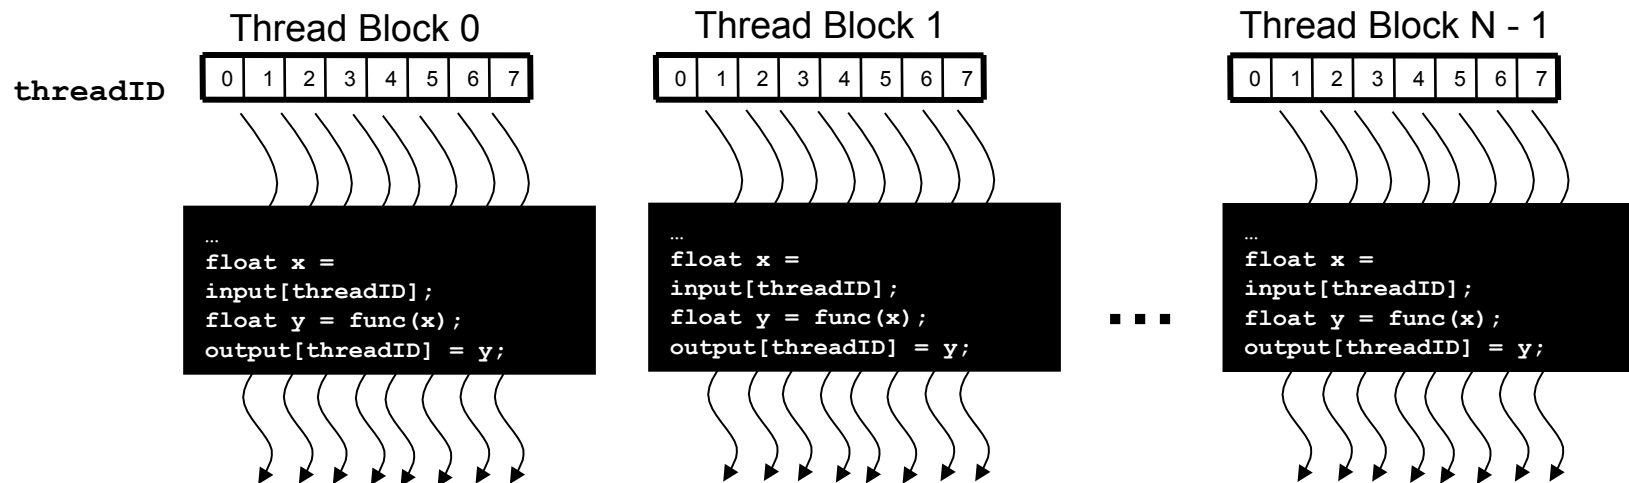 Thread Block 0
Thread Block 1
Thread Block N - 1
threadID
0 1 2 3 4 5 6 7
0 1 2 3 4 5 6 7
0 1 2 3 4 5 6 7
…
float x =
input[threadID];
float y = func(x);
output[threadID] = y;
…
float x =
input[threadID];
float y = func(x);
output[threadID] = y;
…
…
float x =
input[threadID];
float y = func(x);
output[threadID] = y;